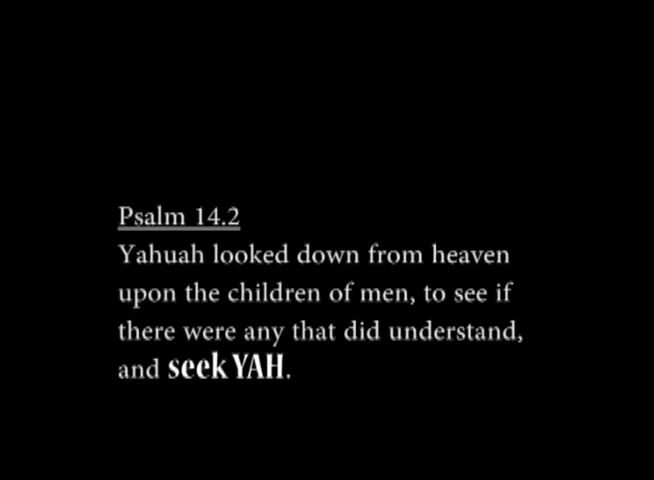 Psalm 14.2
Yahuah looked down from heaven
upon the children of men, to see if
there were any that did understand,
and seek YAH.